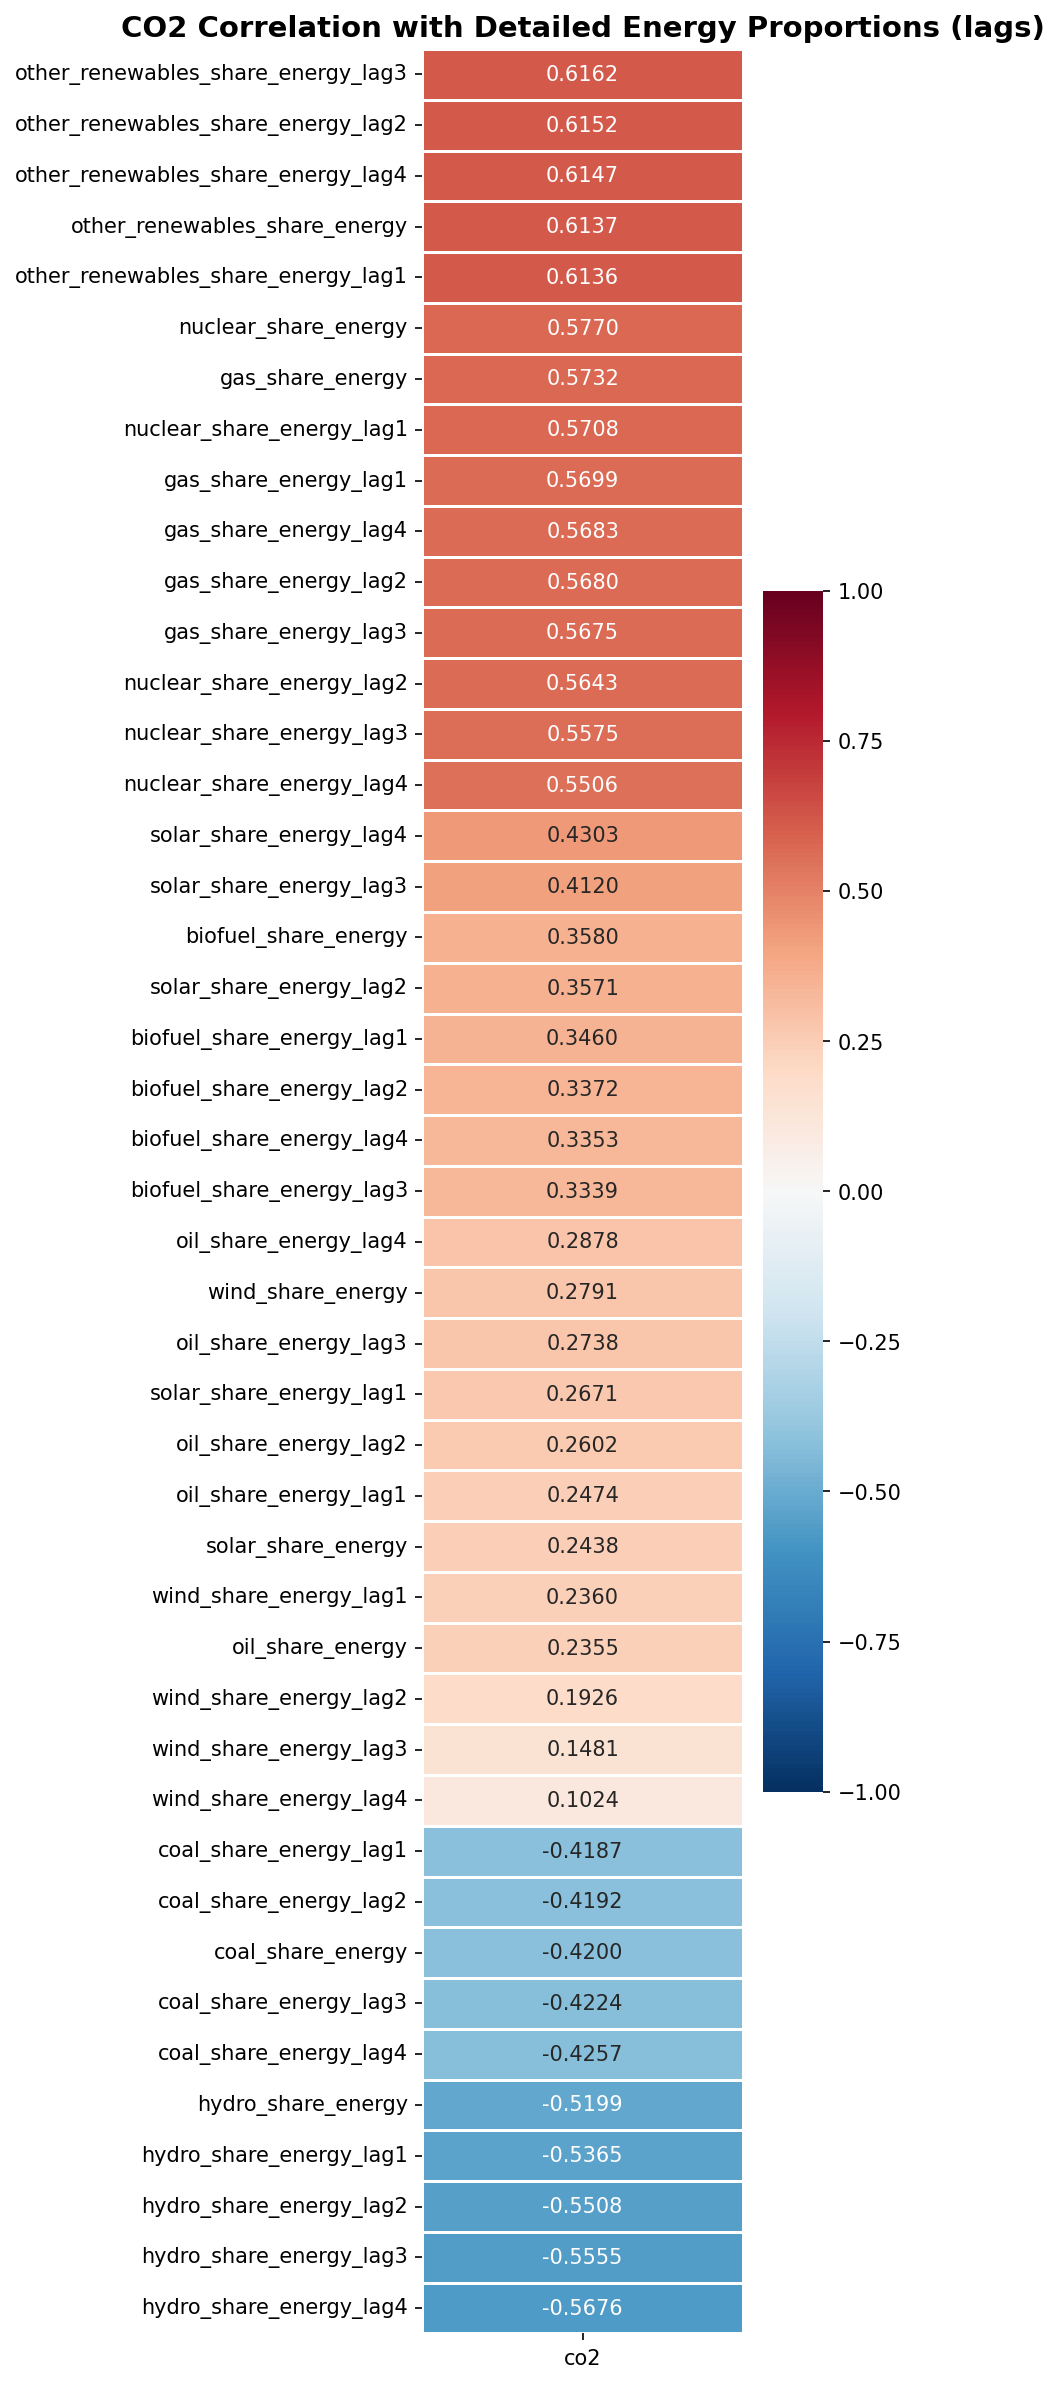 CO2 Correlation with Detailed Energy Proportions (lags)
other_renewables_share_energy_lag3 0.6162
other_renewables_share_energy_lag2 0.6152
other_renewables_share_energy_lag4 0.6147
other_renewables_share_energy 0.6137
other_renewables_share_energy_lag1 0.6136
nuclear_share_energy 0.5770
gas_share_energy 0.5732
nuclear_share_energy_lag1 0.5708
gas_share_energy_lag1 0.5699
gas_share_energy_lag4 0.5683
gas_share_energy_lag2 0.5680
gas_share_energy_lag3 0.5675
nuclear_share_energy_lag2 0.5643
nuclear_share_energy_lag3 0.5575
nuclear_share_energy_lag4 0.5506
solar_share_energy_lag4 0.4303
solar_share_energy_lag3 0.4120
biofuel_share_energy 0.3580
solar_share_energy_lag2 0.3571
biofuel_share_energy_lag1 0.3460
biofuel_share_energy_lag2 0.3372
biofuel_share_energy_lag4 0.3353
biofuel_share_energy_lag3 0.3339
oil_share_energy_lag4 0.2878
wind_share_energy 0.2791
oil_share_energy_lag3 0.2738
solar_share_energy_lag1 0.2671
oil_share_energy_lag2 0.2602
oil_share_energy_lag1 0.2474
solar_share_energy 0.2438
wind_share_energy_lag1 0.2360
oil_share_energy 0.2355
wind_share_energy_lag2 0.1926
wind_share_energy_lag3 0.1481
wind_share_energy_lag4 0.1024
coal_share_energy_lag1 -0.4187
coal_share_energy_lag2 -0.4192
coal_share_energy -0.4200
coal_share_energy_lag3 -0.4224
coal_share_energy_lag4 -0.4257
hydro_share_energy -0.5199
hydro_share_energy_lag1 -0.5365
hydro_share_energy_lag2 -0.5508
hydro_share_energy_lag3 -0.5555
hydro_share_energy_lag4 -0.5676
co2
1.00
0.75
0.50
0.25
0.00
−0.25
−0.50
−0.75
−1.00